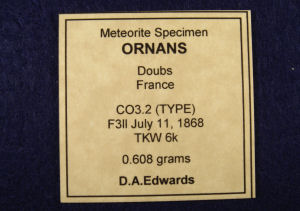 Meteorite Specimen
ORNANS
Doubs
France
CO3.2 (TYPE)
F3ll July 11, 1868
TKW 6k
0.608 grams
D.A.Edwards